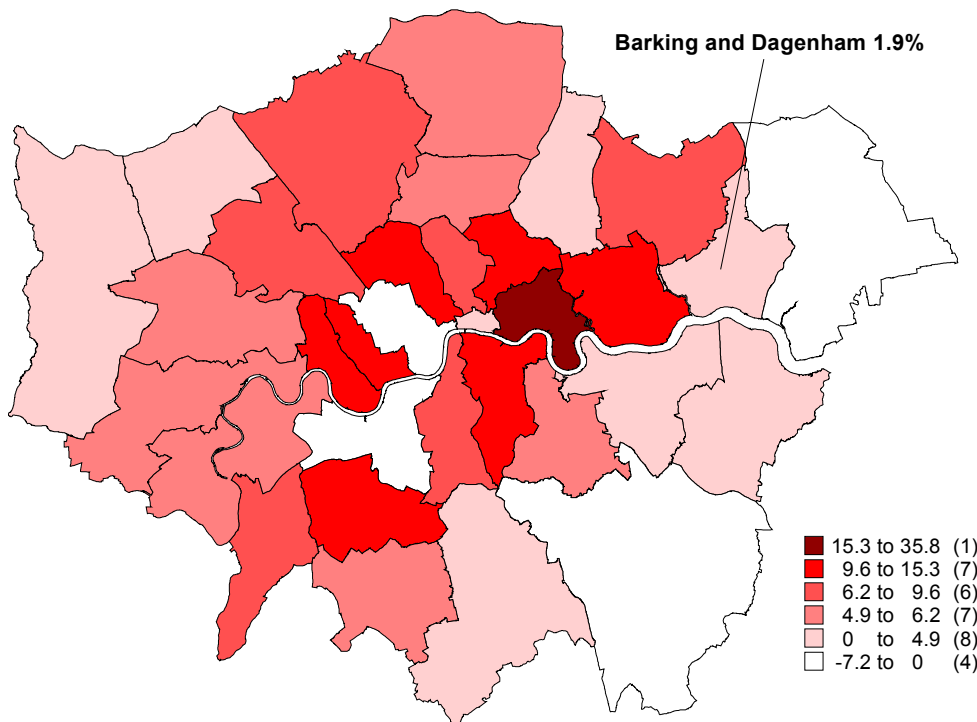 Barking and Dagenham 1.9%
15.3 to 35.8 (1)
9.6 to 15.3 (7)
6.2 to 9.6 (6)
4.9 to 6.2 (7)
0 to 4.9 (8)
-7.2 to 0 (4)